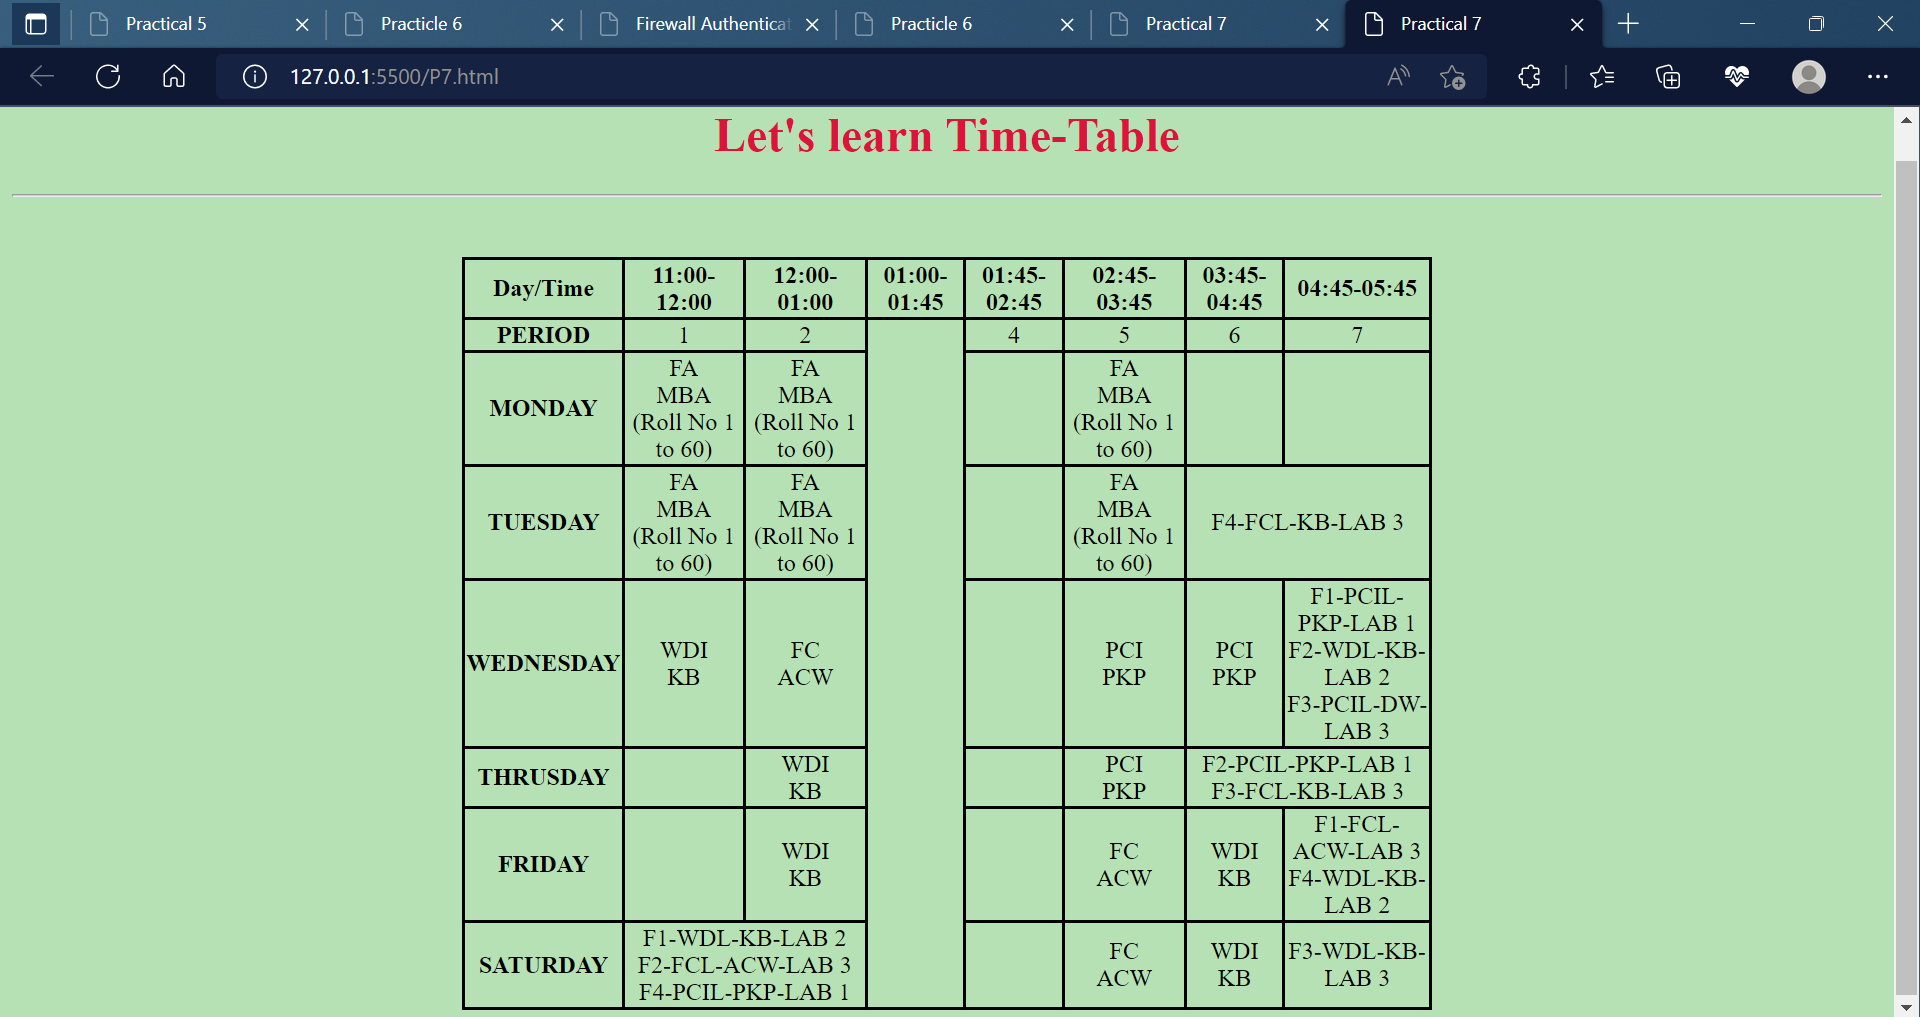 Practical 5
Practicle 6
Firewall Authenticat
Practicle 6
Practical 7
Practical 7
127.0.0.1:5500/P7.html
Let's learn Time-Table
Day/Time
11:00-
12:00
12:00-
01:00
01:00-
01:45
01:45-
02:45
02:45-
03:45
03:45-
04:45
04:45-05:45
PERIOD
1
2
4
5
6
7
MONDAY
FA
MBA
(Roll No 1
to 60)
FA
MBA
(Roll No 1
to 60)
FA
MBA
(Roll No 1
to 60)
TUESDAY
FA
MBA
(Roll No 1
to 60)
FA
MBA
(Roll No 1
to 60)
FA
MBA
(Roll No 1
to 60)
F4-FCL-KB-LAB 3
WEDNESDAY
WDI
KB
FC
ACW
PCI
PKP
PCI
PKP
F1-PCIL-
PKP-LAB 1
F2-WDL-KB-
LAB 2
F3-PCIL-DW-
LAB 3
THRUSDAY
WDI
KB
PCI
PKP
F2-PCIL-PKP-LAB 1
F3-FCL-KB-LAB 3
FRIDAY
WDI
KB
FC
ACW
WDI
KB
F1-FCL-
ACW-LAB 3
F4-WDL-KB-
LAB 2
SATURDAY
F1-WDL-KB-LAB 2
F2-FCL-ACW-LAB 3
F4-PCIL-PKP-LAB 1
FC
ACW
WDI
KB
F3-WDL-KB-
LAB 3